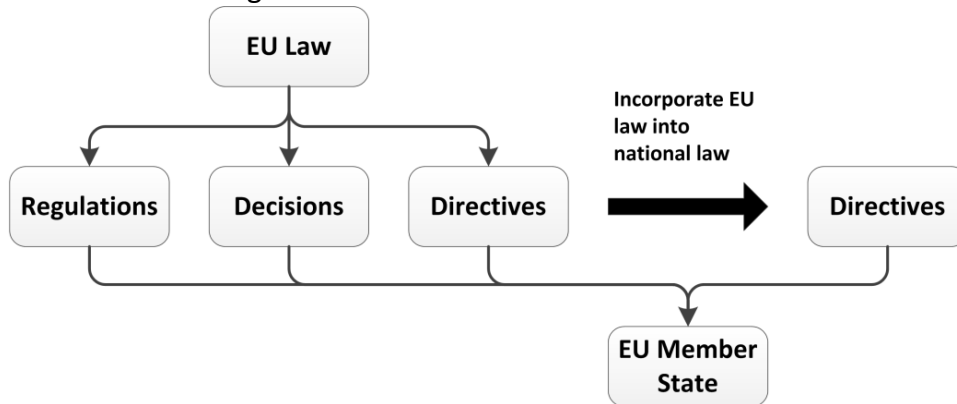 EU Law
Incorporate EU
law into
national law
Regulations
Decisions
Directives
Directives
EU Member
State